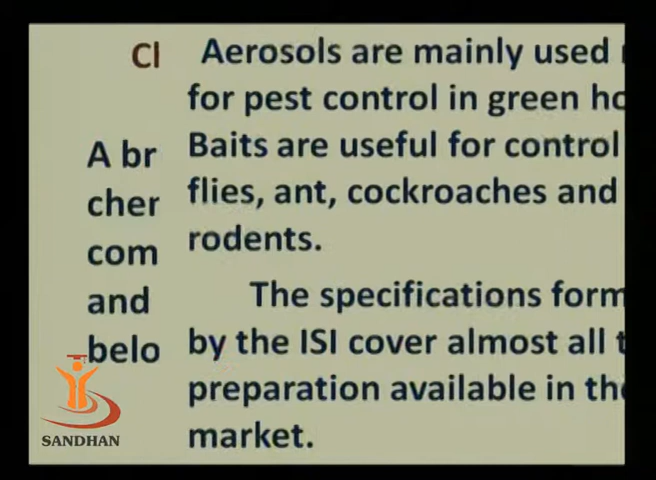 Cl
A br
cher
com
and
belo
Aerosols are mainly used
for pest control in green
Baits are useful for control
flies, ant, cockroaches and
rodents.
The specifications form
by the ISI cover almost all
preparation available in
market.
SANDHAN